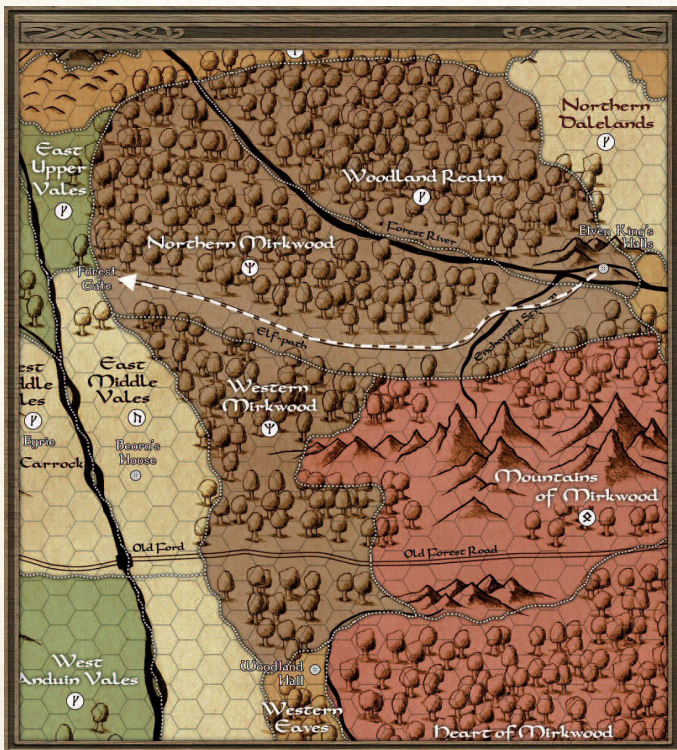 Northern
Dalelands
East
Upper
Vales
Woodland Realm
Elven King's
Halls
Forest River
Northern Mirkwood
Forest
Gate
Elf-path
Enchanted
East
Middle
Vales
Western
Mirkwood
Eyrie
Carrock
Beorn's
House
Mountains
of Mirkwood
Old Ford
Old Forest Road
West
Anduin Vales
Woodland
Hall
Western
Eaves
Heart of Mirkwood